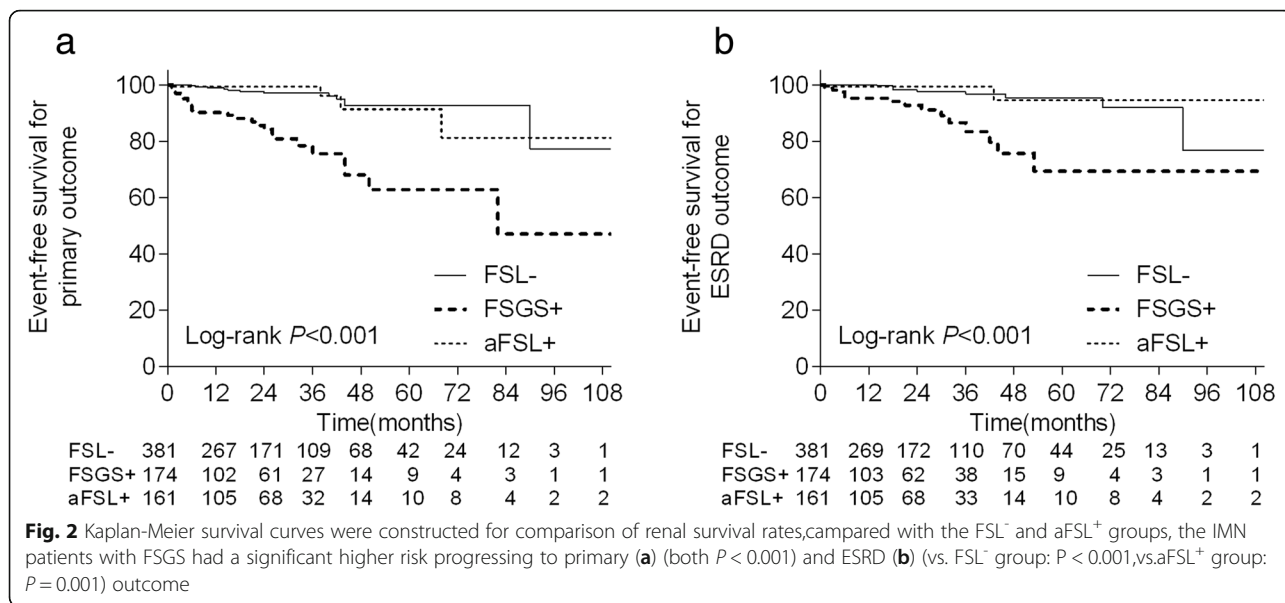 a
Event-free survival for
primary outcome
100
80
60
40
20
0
FSL-
FSGS+
aFSL+
Log-rank P<0.001
0 12 24 36 48 60 72 84 96 108
Time(months)
FSL- 381 267 171 109 68 42 24 12 3 1
FSGS+ 174 102 61 27 14 9 4 3 1 1
aFSL+ 161 105 68 32 14 10 8 4 2 2
b
Event-free survival for
ESRD outcome
100
80
60
40
20
0
FSL-
FSGS+
aFSL+
Log-rank P<0.001
0 12 24 36 48 60 72 84 96 108
Time(months)
FSL- 381 269 172 110 70 44 25 13 3 1
FSGS+ 174 103 62 38 15 9 4 3 1 1
aFSL+ 161 105 68 33 14 10 8 4 2 2
Fig. 2 Kaplan-Meier survival curves were constructed for comparison of renal survival rates,campared with the FSL⁻ and aFSL⁺ groups, the IMN
patients with FSGS had a significant higher risk progressing to primary (a) (both P < 0.001) and ESRD (b) (vs. FSL⁻ group: P < 0.001,vs.aFSL⁺ group:
P = 0.001) outcome